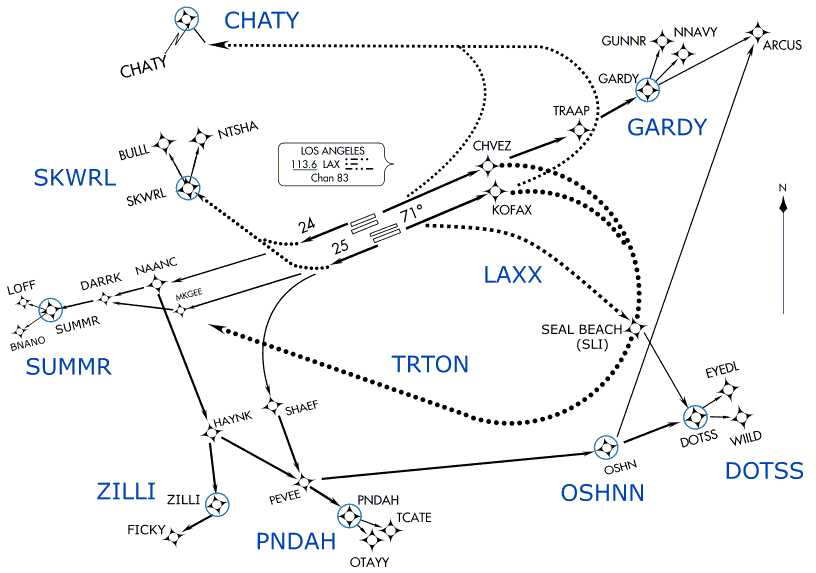 CHATY
CHATY
GUNNR
NNAVY
ARCUS
GARDY
GARDY
TRAAP
BULLL
NTSHA
SKWRL
SKWRL
LOS ANGELES
113.6 LAX
Chan 83
CHVEZ
KOFAX
N
24
71°
25
LAXX
LOFF
DARRK
NAANC
MKGEE
SUMMR
BNANO
SUMMR
SEAL BEACH
(SLI)
TRTON
EYEDL
DOTSS
WIILD
DOTSS
HAYNK
SHAEF
OSHN
OSHNN
PEVEE
ZILLI
ZILLI
FICKY
PNDAH
PNDAH
TCATE
OTAYY